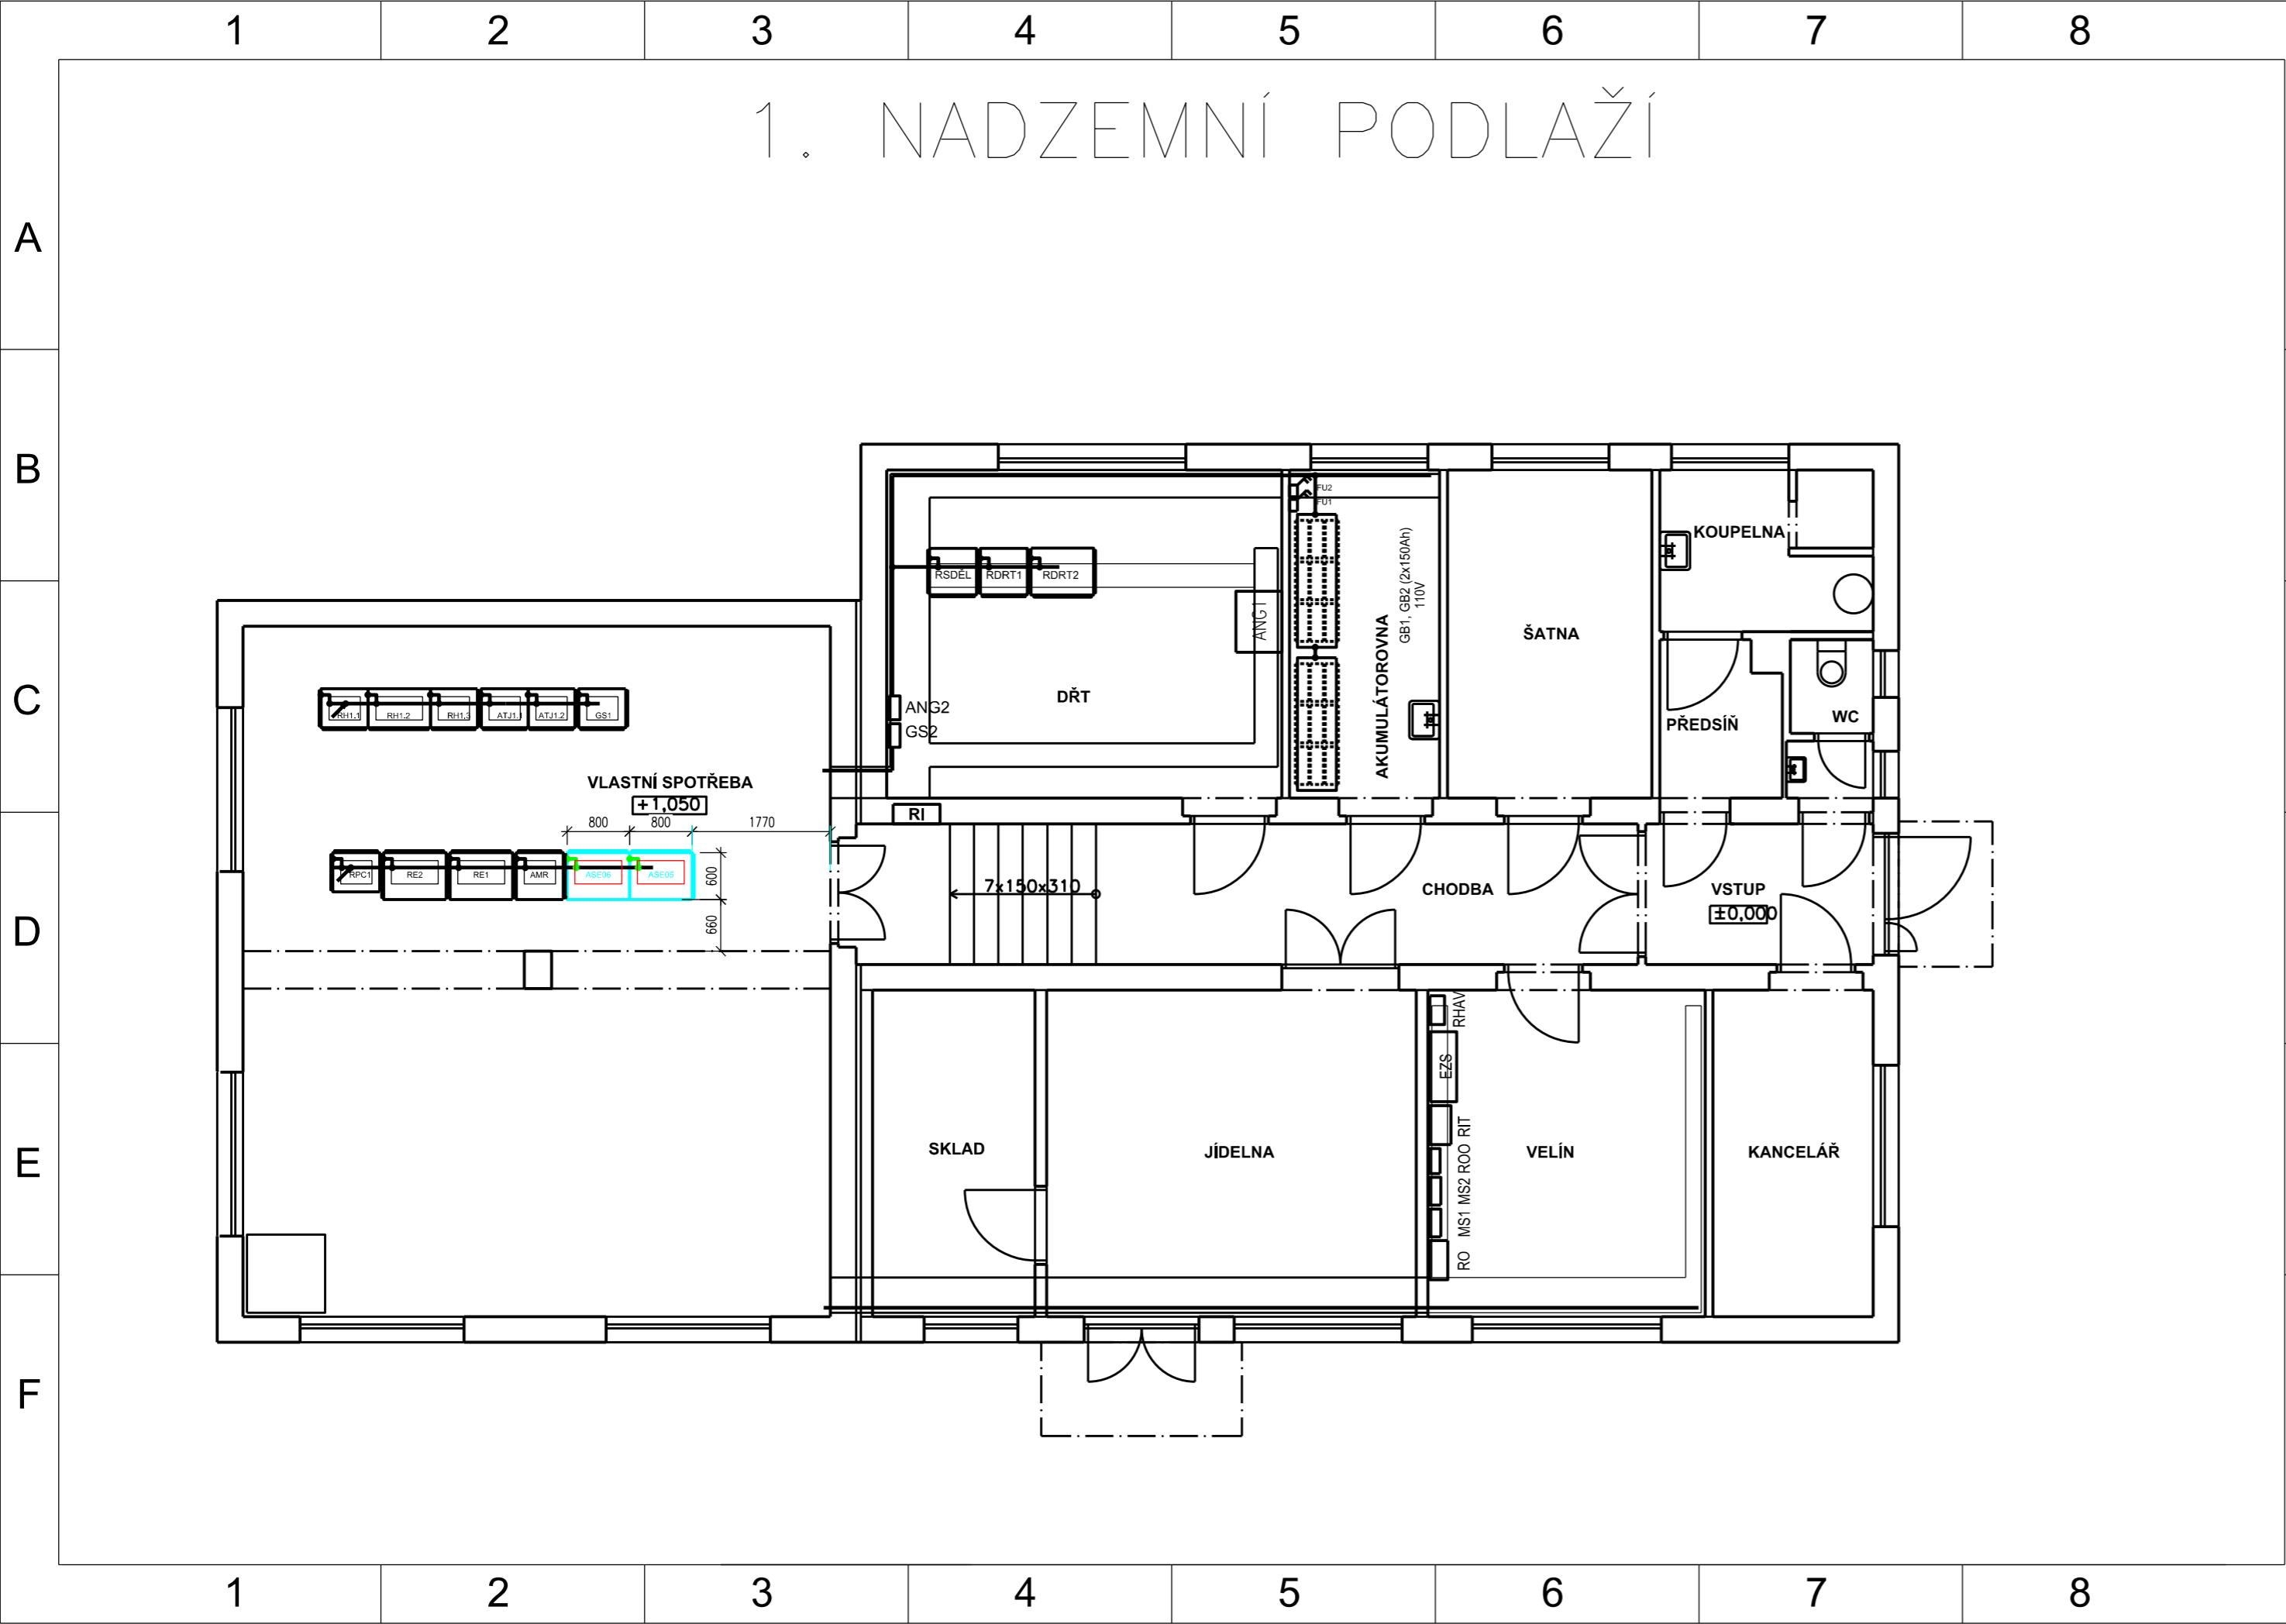 1 2 3 4 5 6 7 8
1. NADZEMNÍ PODLAŽÍ
A
B
C
D
E
F
FU2
FU1
KOUPELNA
GB1, GB2 (2x150Ah)
110V
RSDĚL RDRT1 RDRT2
ANG1
AKUMULÁTOROVNA
ŠATNA
DŘT
ANG2
GS2
PŘEDSÍŇ
WC
RH1.1 RH1.2 RH1.3 ATJ1.1 ATJ1.2 GS1
VLASTNÍ SPOTŘEBA
+1,050
RI
800 800 1770
RPC1 RE2 RE1 AMR
600
660
7x150x310
CHODBA
VSTUP
±0,000
RHAV
EZS
RO MS1 MS2 ROO RIT
SKLAD
JÍDELNA
VELÍN
KANCELÁŘ
1 2 3 4 5 6 7 8